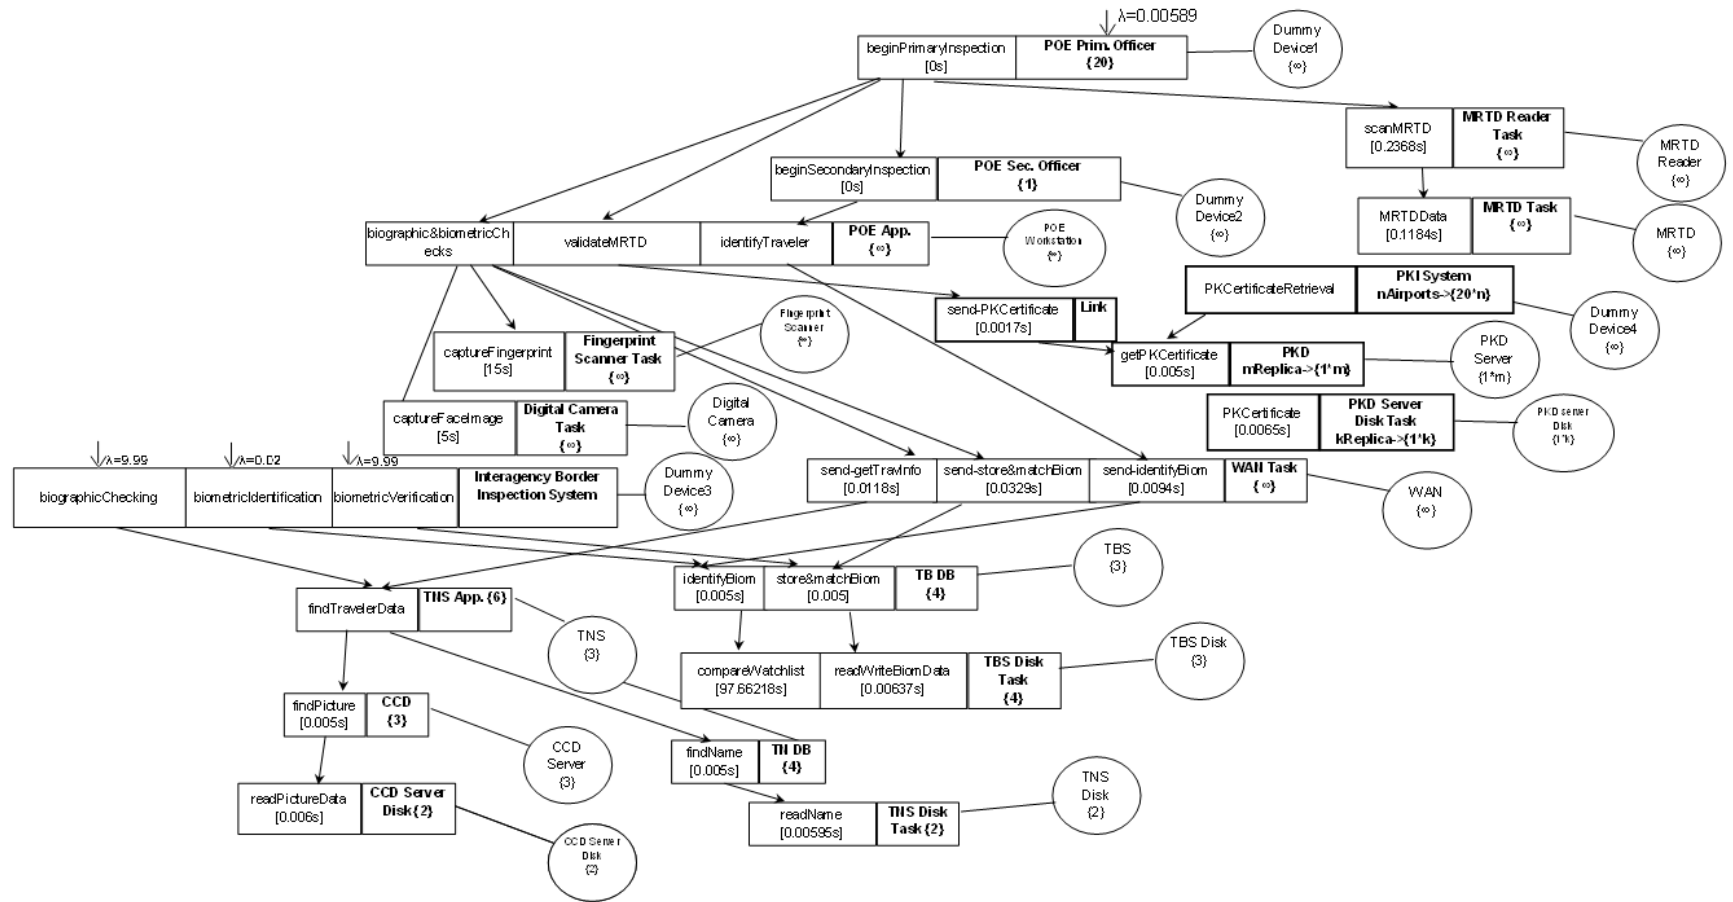 λ=0.00589
beginPrimaryInspection
[0s]
POE Prim. Officer
{20}
Dummy
Device1
{∞}
scanMRTD
[0.2368s]
MRTD Reader
Task
{∞}
MRTD
Reader
{∞}
beginSecondaryInspection
[0s]
POE Sec. Officer
{1}
Dummy
Device2
{∞}
MRTDData
[0.1184s]
MRTD Task
{∞}
MRTD
{∞}
biographic&biometricCh
ecks
validateMRTD
identifyTraveler
POE App.
{∞}
POE
Workstation
{∞}
PKCertificateRetrieval
PKI System
nAirports->{20*n}
Dummy
Device4
{∞}
send-PKCertificate
[0.0017s]
Link
captureFingerprint
[15s]
Fingerprint
Scanner Task
{∞}
Fingerprint
Scanner
{∞}
getPKCertificate
[0.005s]
PKD
mReplica->{1*m}
PKD
Server
{1*m}
captureFaceImage
[5s]
Digital Camera
Task
{∞}
Digital
Camera
{∞}
PKCertificate
[0.0065s]
PKD Server
Disk Task
kReplica->{1*k}
PKD server
Disk
{1*k}
λ=9.99
λ=0.02
λ=9.99
biographicChecking
biometricIdentification
biometricVerification
Interagency Border
Inspection System
Dummy
Device3
{∞}
send-getTravInfo
[0.0118s]
send-store&matchBiom
[0.0329s]
send-identifyBiom
[0.0094s]
WAN Task
{∞}
WAN
{∞}
identifyBiom
[0.005s]
store&matchBiom
[0.005]
TB DB
{4}
TBS
{3}
findTravelerData
TNS App. {6}
TNS
{3}
compareWatchlist
[97.66218s]
readWriteBiomData
[0.00637s]
TBS Disk
Task
{4}
TBS Disk
{3}
findPicture
[0.005s]
CCD
{3}
CCD
Server
{3}
findName
[0.005s]
TN DB
{4}
readPictureData
[0.006s]
CCD Server
Disk{2}
CCD Server
Disk
{2}
readName
[0.00595s]
TNS Disk
Task{2}
TNS
Disk
{2}